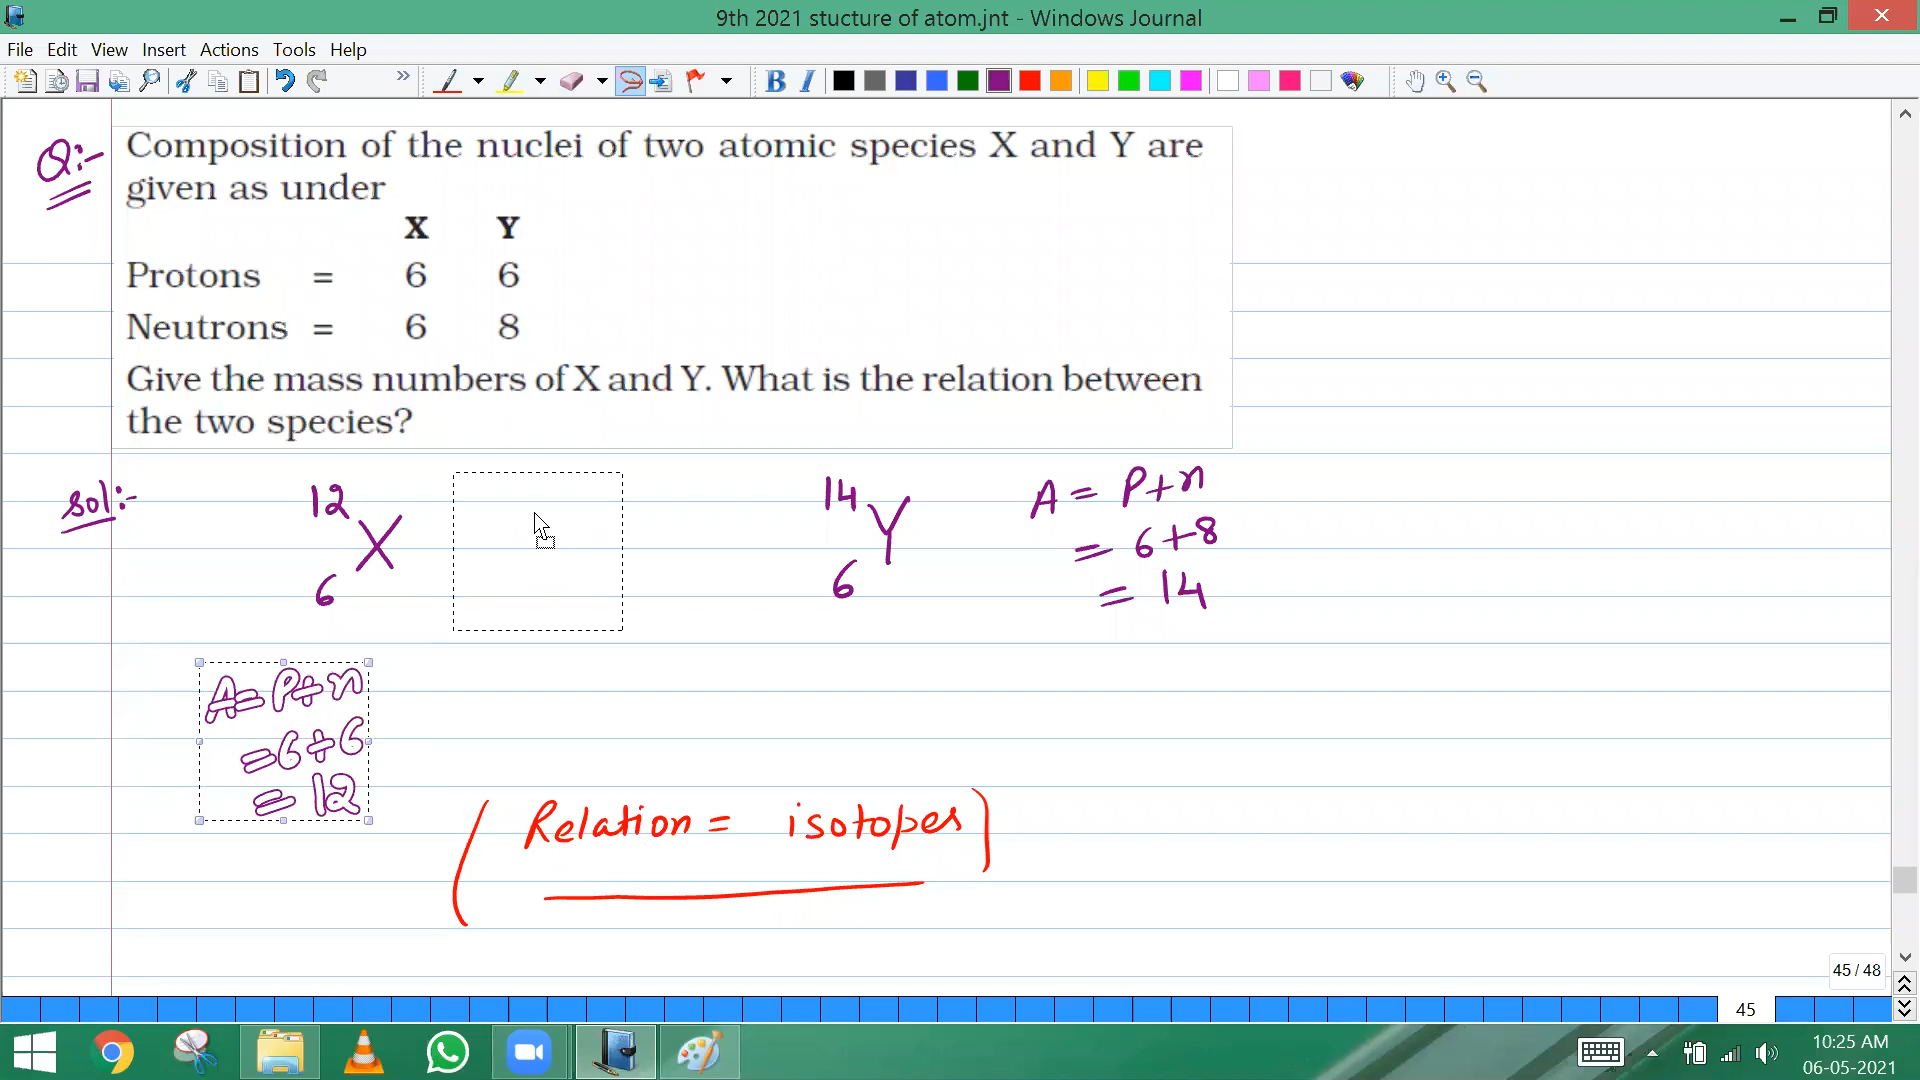 9th 2021 stucture of atom.jnt - Windows Journal
File Edit View Insert Actions Tools Help
Q:-
Composition of the nuclei of two atomic species X and Y are
given as under
X Y
Protons = 6 6
Neutrons = 6 8
Give the mass numbers of X and Y. What is the relation between
the two species?
Sol:-
12
X
6
14
Y
6
A = P+n
= 6+8
= 14
A=P+n
=6+6
= 12
( Relation = isotopes )
45 / 48
45
10:25 AM
06-05-2021